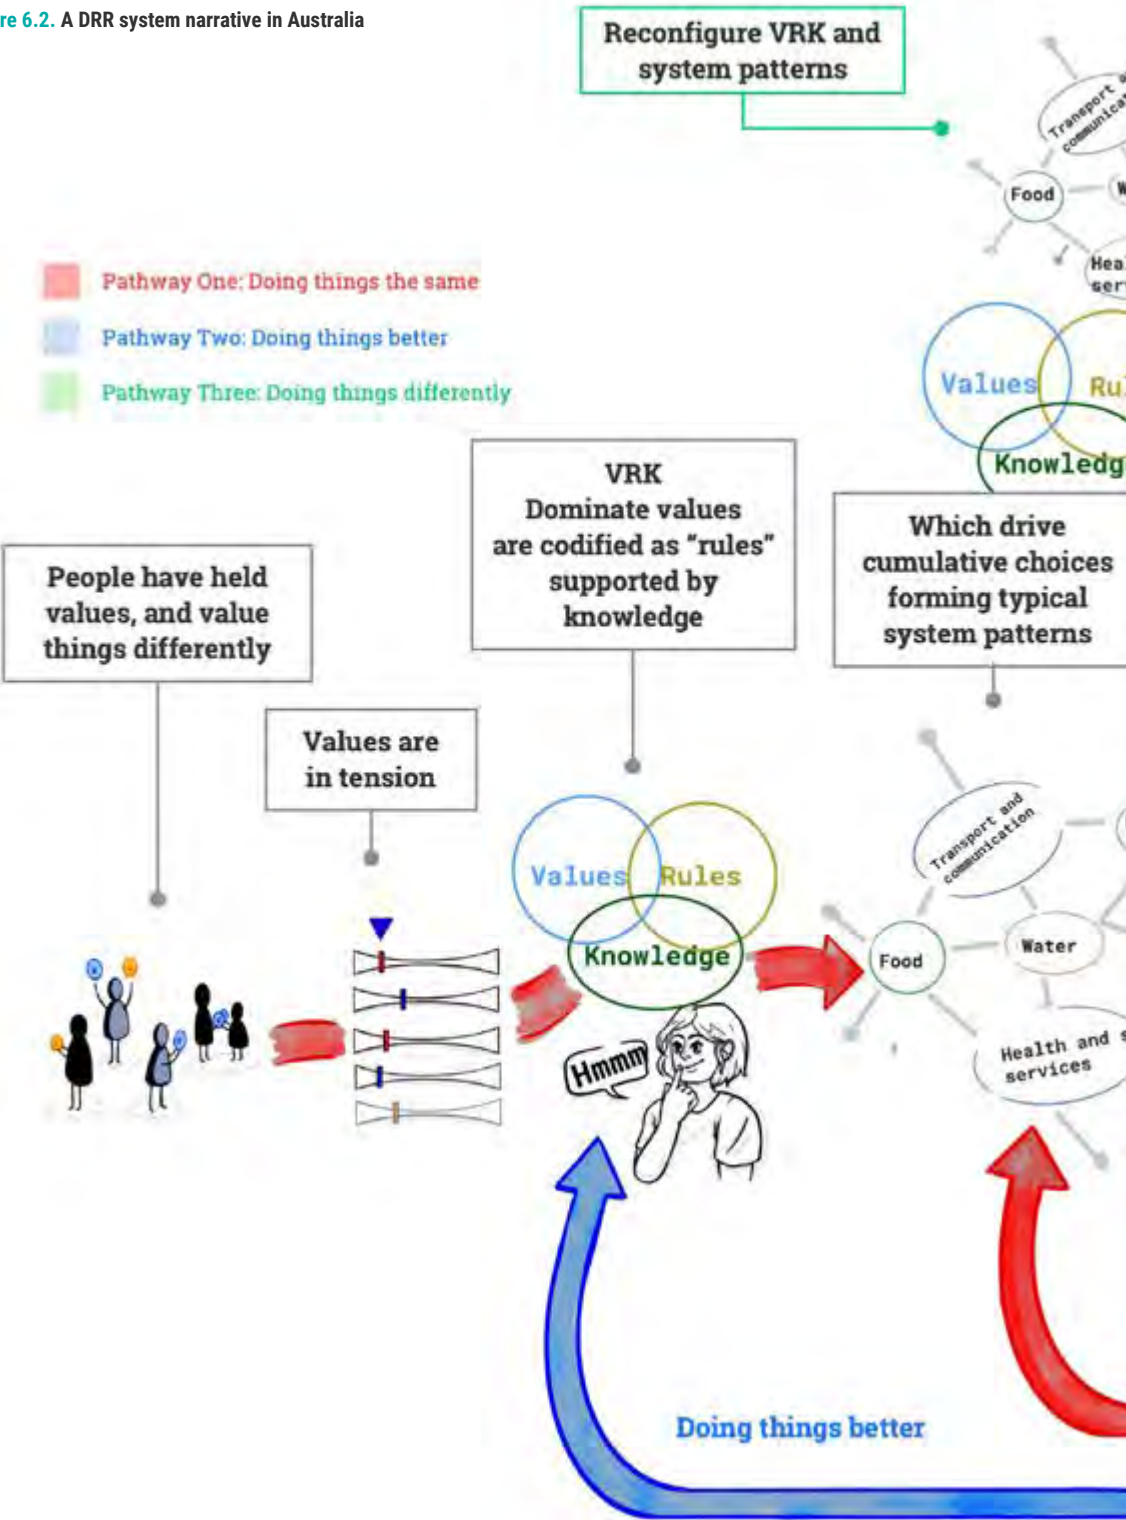 re 6.2. A DRR system narrative in Australia
Reconfigure VRK and
system patterns
Transport
Food
Pathway One: Doing things the same
Pathway Two: Doing things better
Pathway Three: Doing things differently
Values
Knowledg
VRK
Dominate values
are codified as “rules”
supported by
knowledge
Which drive
cumulative choices
forming typical
system patterns
People have held
values, and value
things differently
Values are
in tension
Values
Rules
Knowledge
Transport and
communication
Food
Water
Health and s
services
Hmmm
Doing things better